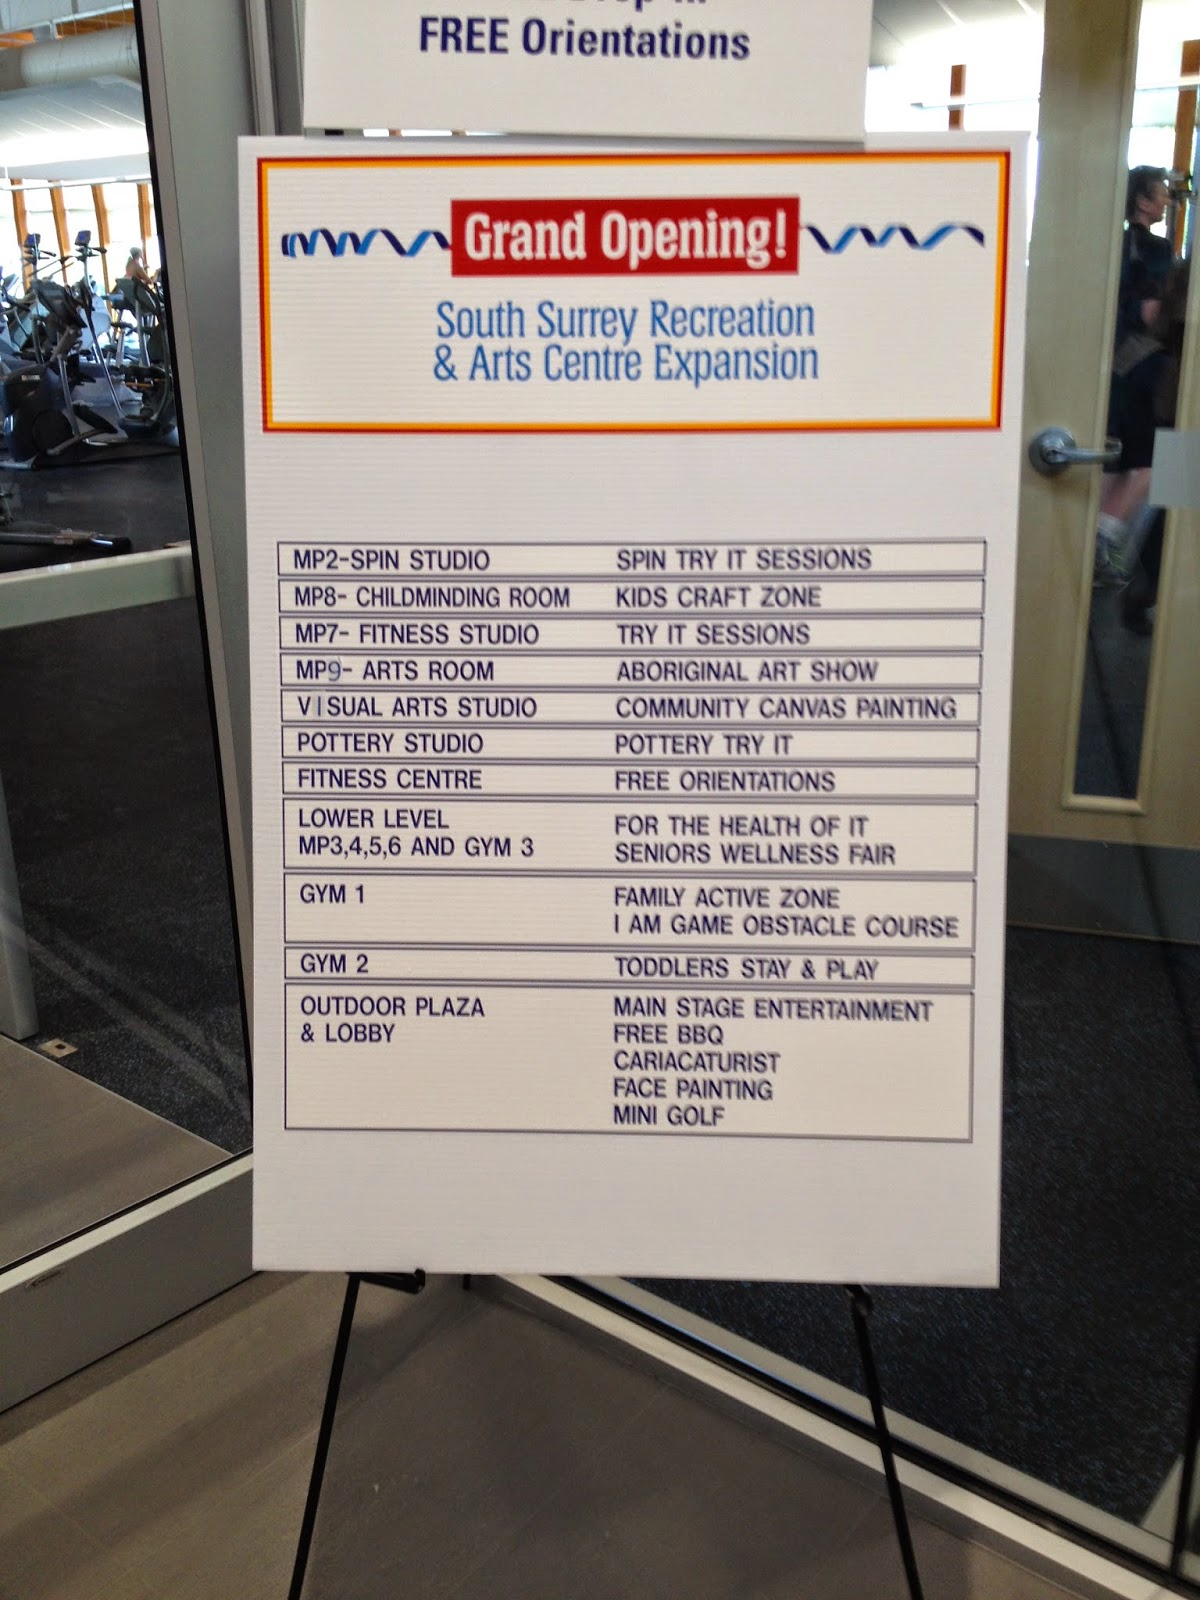 FREE Orientations
Grand Opening!
South Surrey Recreation
& Arts Centre Expansion
MP2-SPIN STUDIO SPIN TRY IT SESSIONS
MP8- CHILDMINDING ROOM KIDS CRAFT ZONE
MP7- FITNESS STUDIO TRY IT SESSIONS
MP9- ARTS ROOM ABORIGINAL ART SHOW
VISUAL ARTS STUDIO COMMUNITY CANVAS PAINTING
POTTERY STUDIO POTTERY TRY IT
FITNESS CENTRE FREE ORIENTATIONS
LOWER LEVEL FOR THE HEALTH OF IT
MP3,4,5,6 AND GYM 3 SENIORS WELLNESS FAIR
GYM 1 FAMILY ACTIVE ZONE
I AM GAME OBSTACLE COURSE
GYM 2 TODDLERS STAY & PLAY
OUTDOOR PLAZA MAIN STAGE ENTERTAINMENT
& LOBBY FREE BBQ
CARIACATURIST
FACE PAINTING
MINI GOLF